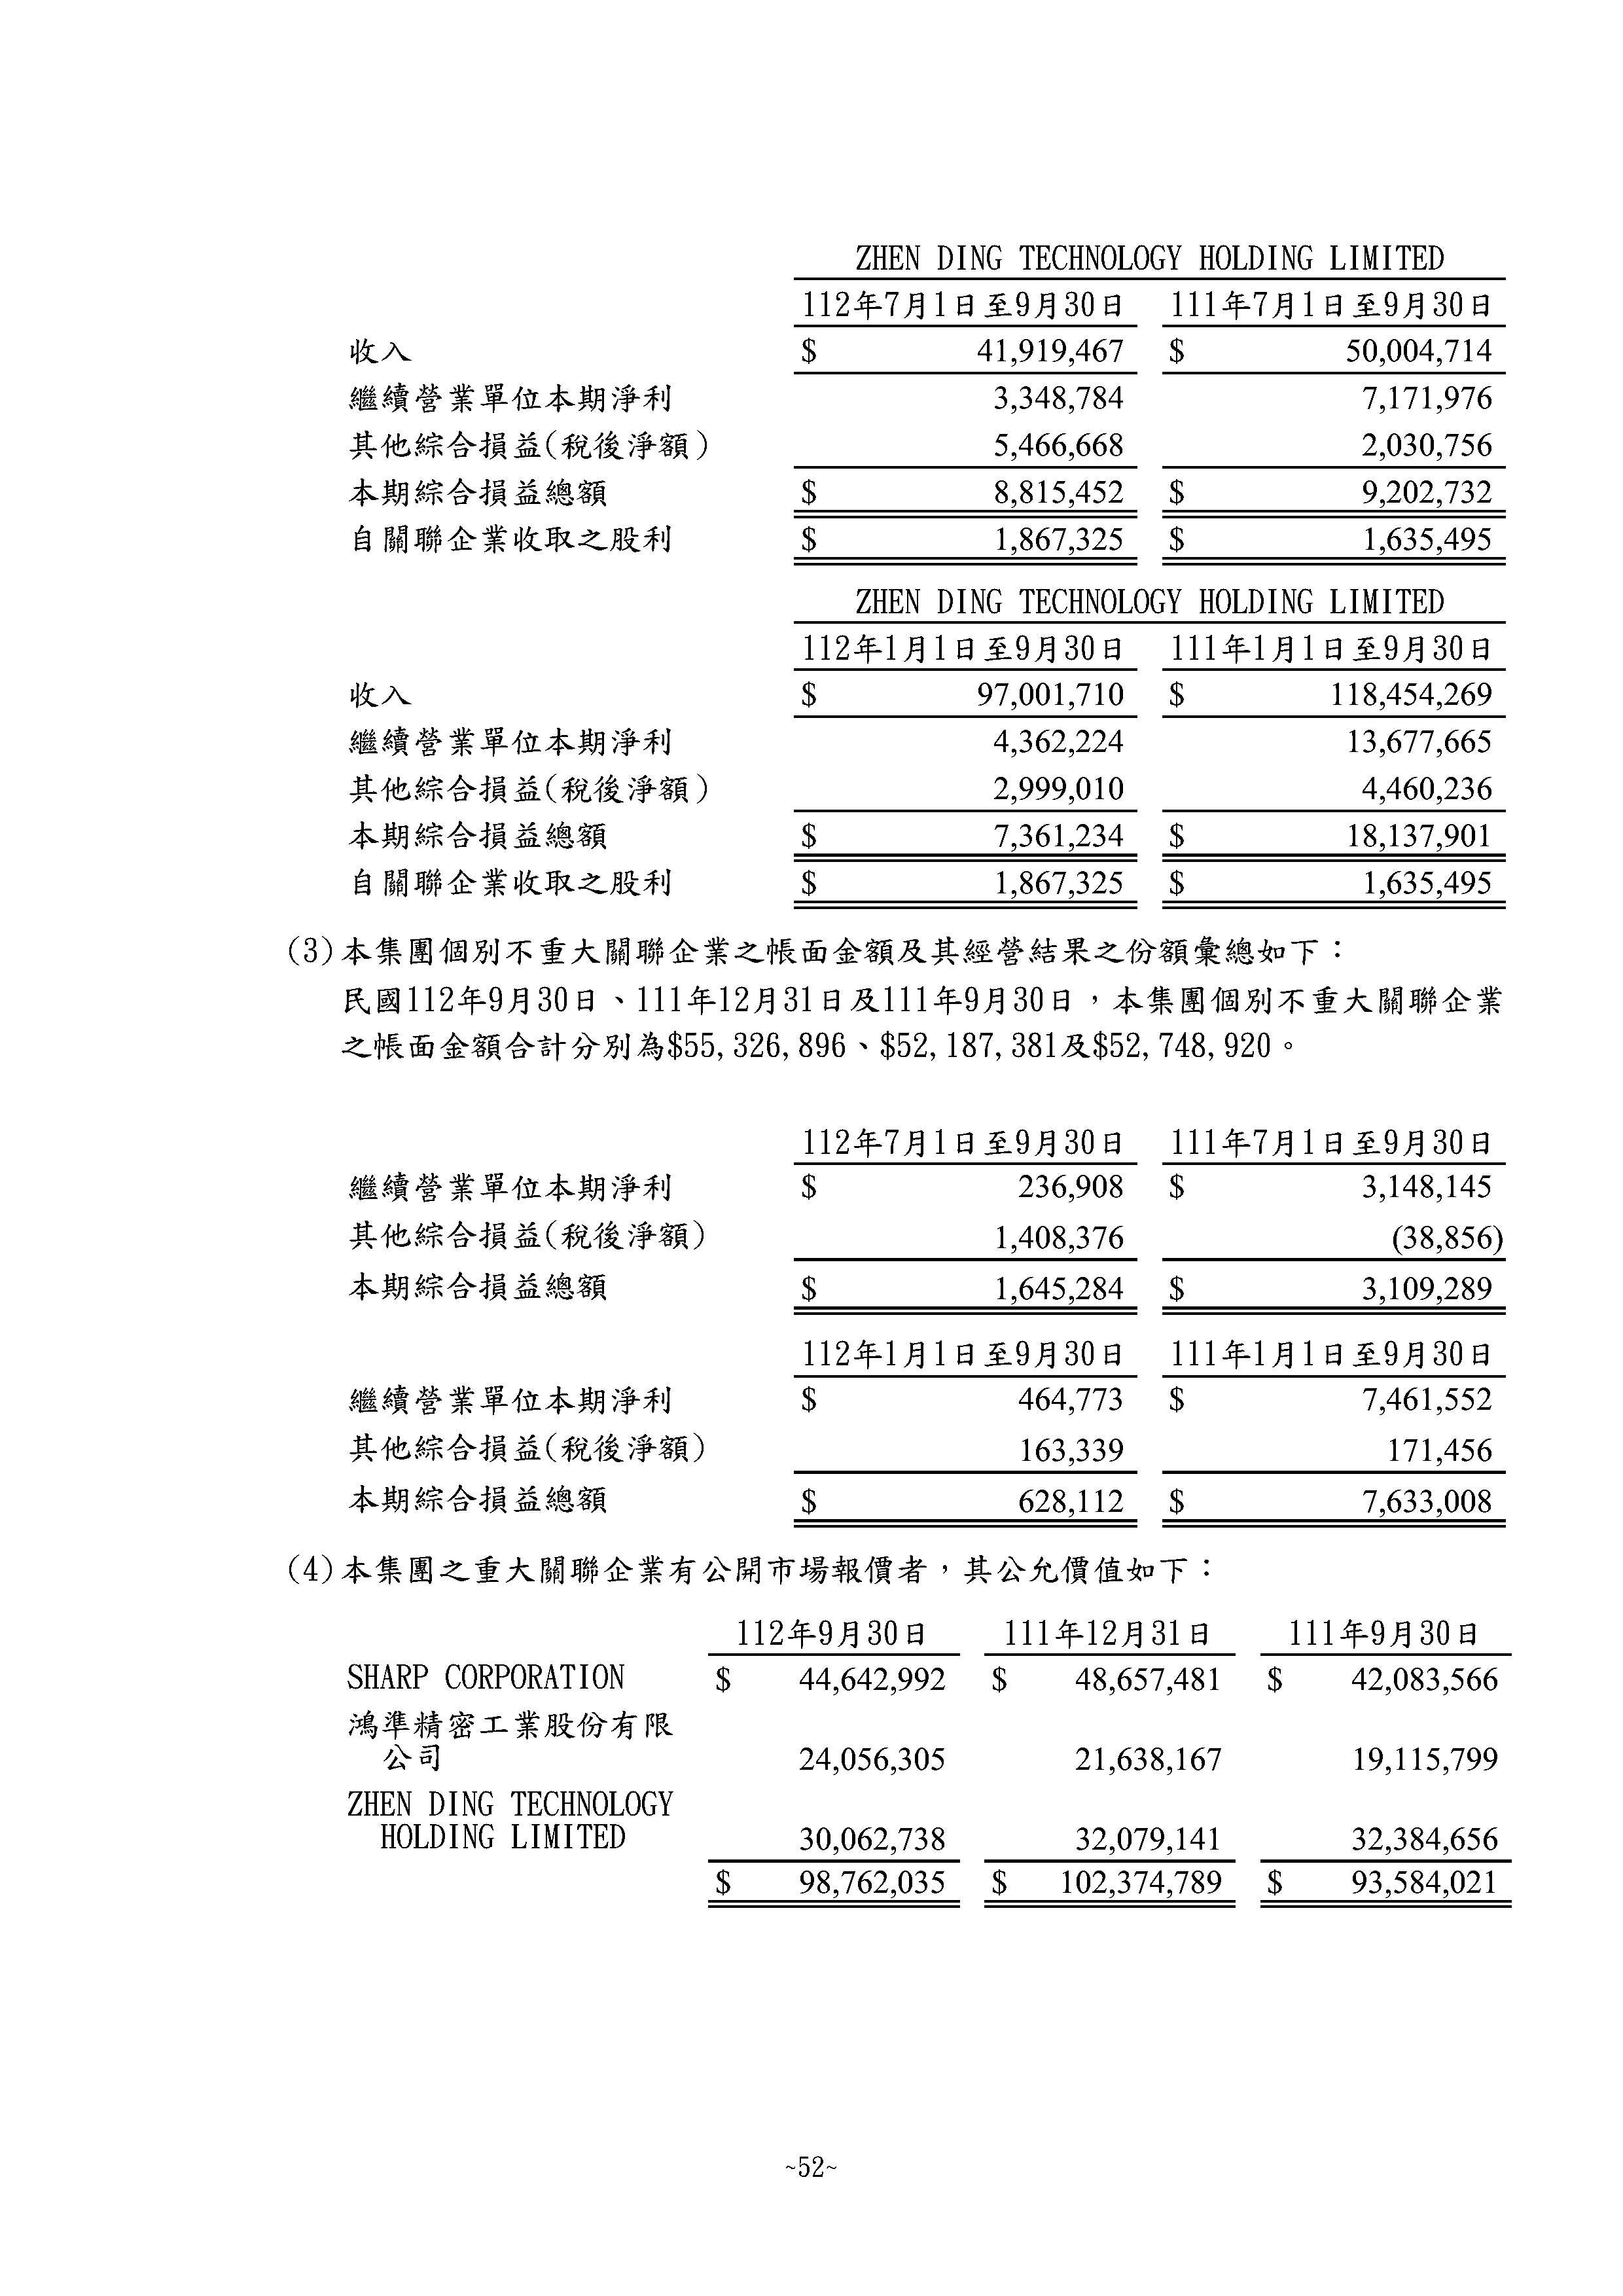 ZHEN DING TECHNOLOGY HOLDING LIMITED
112年7月1日至9月30日 111年7月1日至9月30日
收入 $ 41,919,467 $ 50,004,714
繼續營業單位本期淨利 3,348,784 7,171,976
其他綜合損益(稅後淨額) 5,466,668 2,030,756
本期綜合損益總額 $ 8,815,452 $ 9,202,732
自關聯企業收取之股利 $ 1,867,325 $ 1,635,495
ZHEN DING TECHNOLOGY HOLDING LIMITED
112年1月1日至9月30日 111年1月1日至9月30日
收入 $ 97,001,710 $ 118,454,269
繼續營業單位本期淨利 4,362,224 13,677,665
其他綜合損益(稅後淨額) 2,999,010 4,460,236
本期綜合損益總額 $ 7,361,234 $ 18,137,901
自關聯企業收取之股利 $ 1,867,325 $ 1,635,495
(3)本集團個別不重大關聯企業之帳面金額及其經營結果之份額彙總如下：
民國112年9月30日、111年12月31日及111年9月30日，本集團個別不重大關聯企業
之帳面金額合計分別為$55,326,896、$52,187,381及$52,748,920。
112年7月1日至9月30日 111年7月1日至9月30日
繼續營業單位本期淨利 $ 236,908 $ 3,148,145
其他綜合損益(稅後淨額) 1,408,376 (38,856)
本期綜合損益總額 $ 1,645,284 $ 3,109,289
112年1月1日至9月30日 111年1月1日至9月30日
繼續營業單位本期淨利 $ 464,773 $ 7,461,552
其他綜合損益(稅後淨額) 163,339 171,456
本期綜合損益總額 $ 628,112 $ 7,633,008
(4)本集團之重大關聯企業有公開市場報價者，其公允價值如下：
112年9月30日 111年12月31日 111年9月30日
SHARP CORPORATION $ 44,642,992 $ 48,657,481 $ 42,083,566
鴻準精密工業股份有限
公司 24,056,305 21,638,167 19,115,799
ZHEN DING TECHNOLOGY
HOLDING LIMITED 30,062,738 32,079,141 32,384,656
$ 98,762,035 $ 102,374,789 $ 93,584,021
~52~